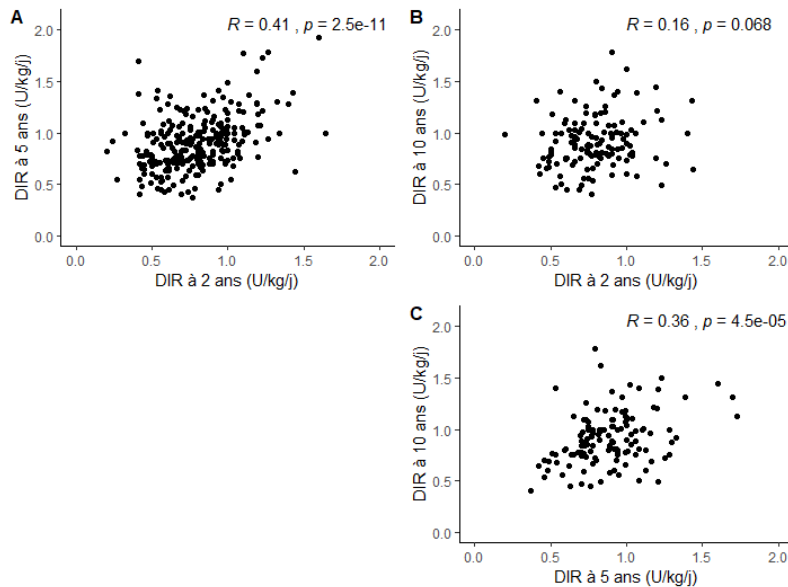 A
R = 0.41 , p = 2.5e-11
DIR à 5 ans (U/kg/j)
2.0
1.5
1.0
0.5
0.0
0.0 0.5 1.0 1.5 2.0
DIR à 2 ans (U/kg/j)
B
R = 0.16 , p = 0.068
DIR à 10 ans (U/kg/j)
2.0
1.5
1.0
0.5
0.0
0.0 0.5 1.0 1.5 2.0
DIR à 2 ans (U/kg/j)
C
R = 0.36 , p = 4.5e-05
DIR à 10 ans (U/kg/j)
2.0
1.5
1.0
0.5
0.0
0.0 0.5 1.0 1.5 2.0
DIR à 5 ans (U/kg/j)